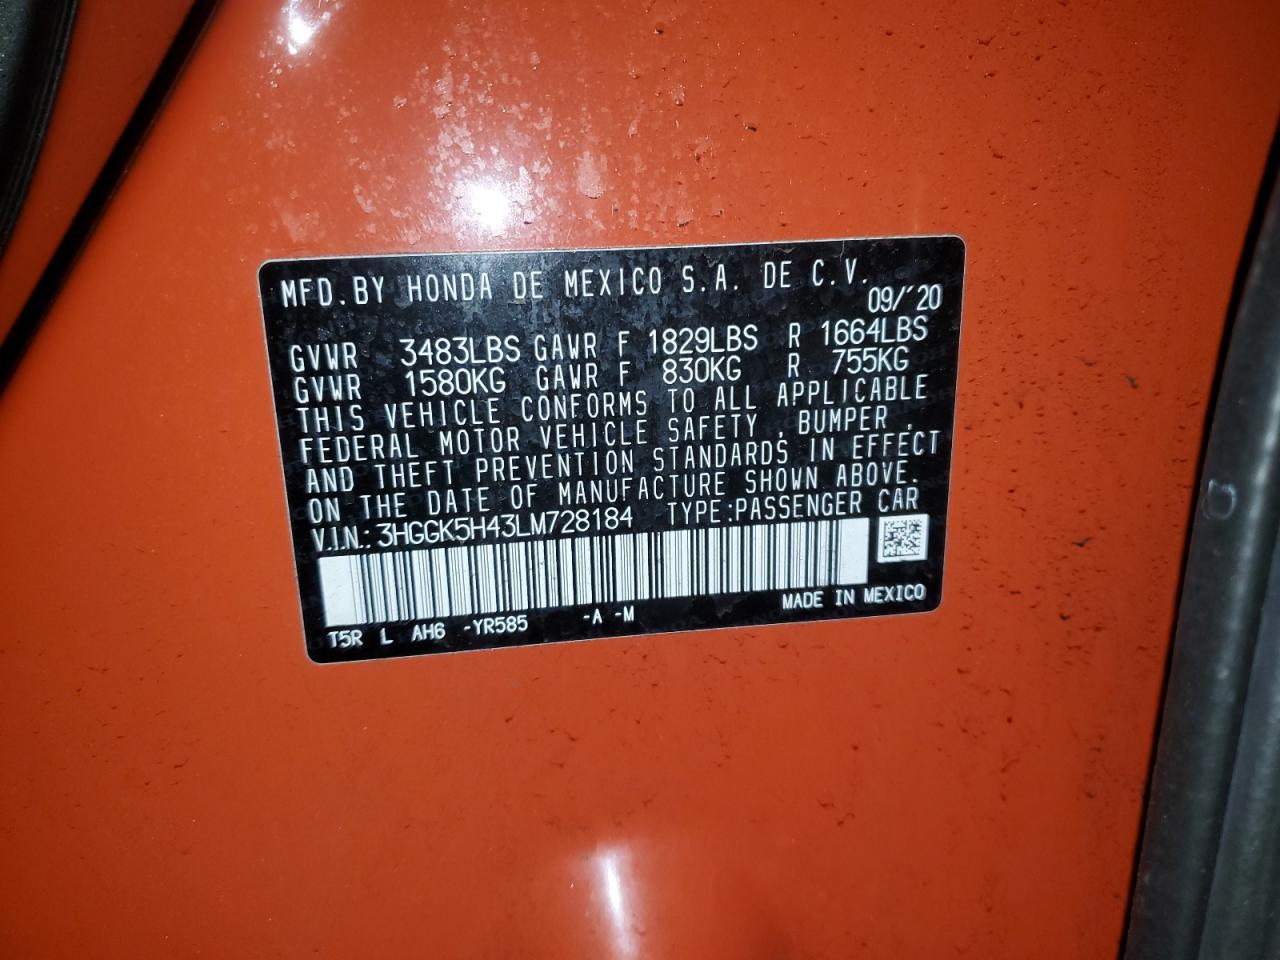 MFD. BY HONDA DE MEXICO S.A. DE C.V.
09/'20
GVWR 3483LBS GAWR F 1829LBS R 1664LBS
GVWR 1580KG GAWR F 830KG R 755KG
THIS VEHICLE CONFORMS TO ALL APPLICABLE
FEDERAL MOTOR VEHICLE SAFETY , BUMPER ,
AND THEFT PREVENTION STANDARDS IN EFFECT
ON THE DATE OF MANUFACTURE SHOWN ABOVE.
V.I.N.: 3HGGK5H43LM728184 TYPE:PASSENGER CAR
T5R L AH6 -YR585 -A -M MADE IN MEXICO